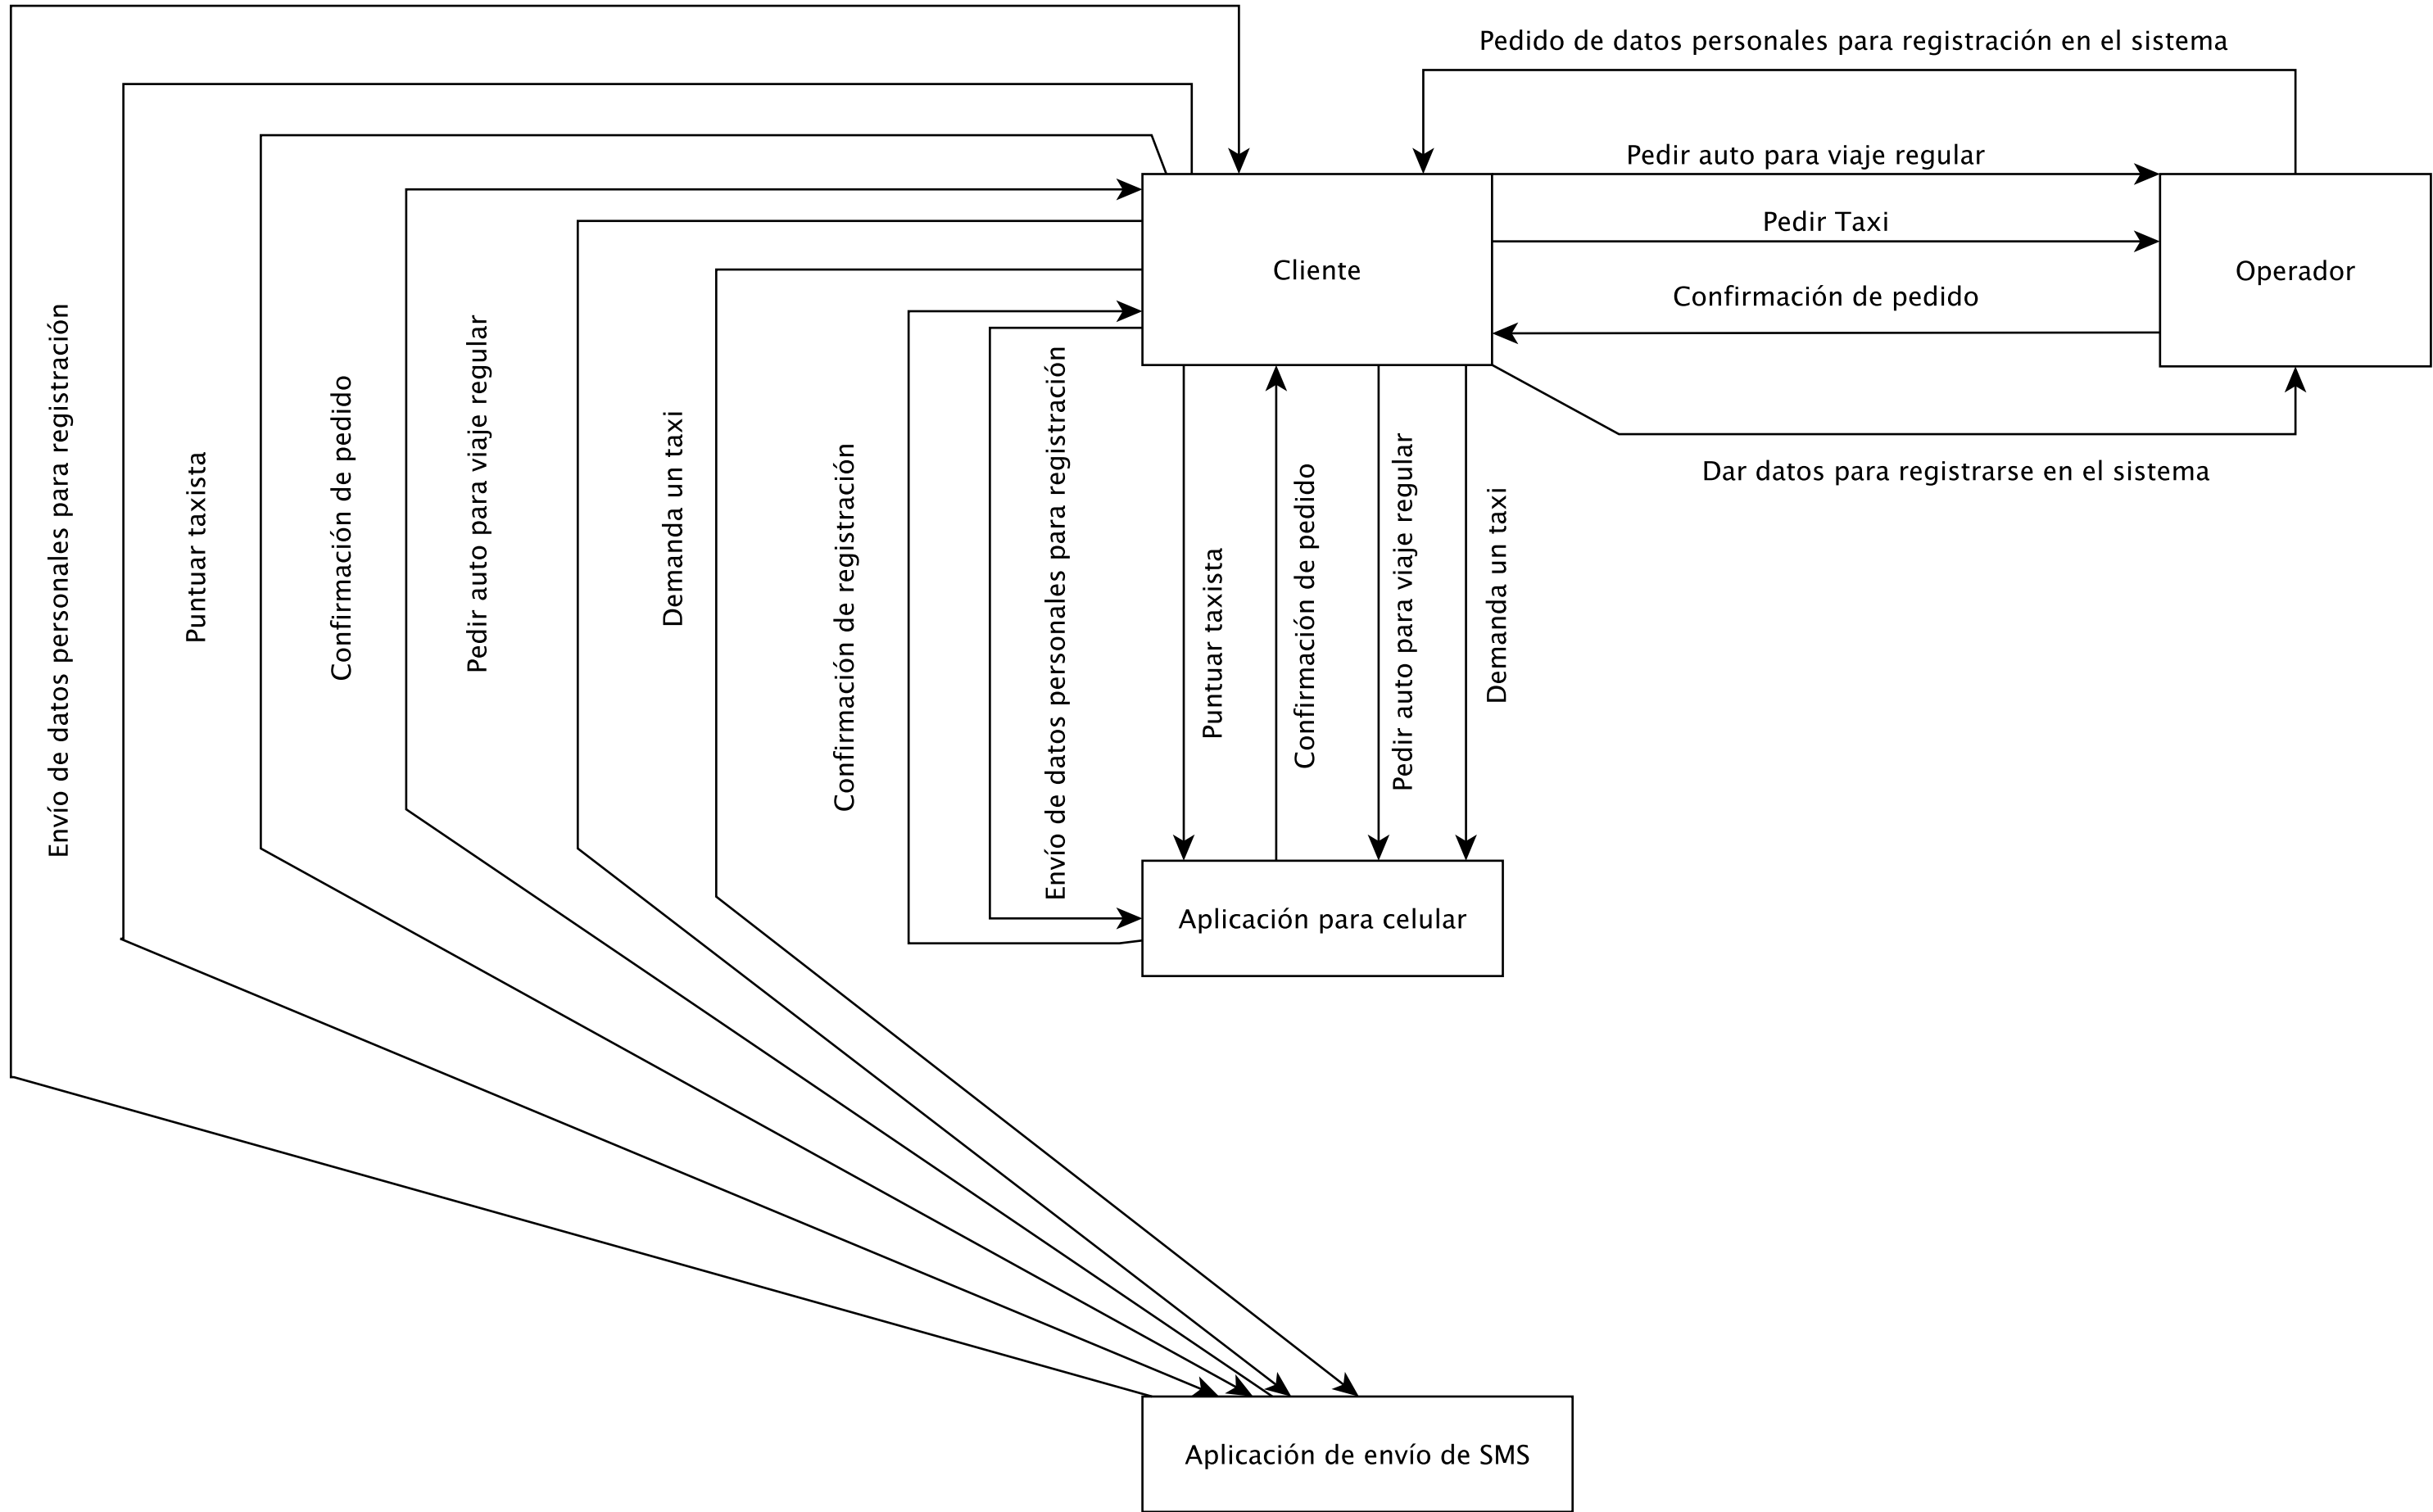 Pedido de datos personales para registración en el sistema
Pedir auto para viaje regular
Pedir Taxi
Cliente
Operador
Confirmación de pedido
Dar datos para registrarse en el sistema
Envío de datos personales para registración
Puntuar taxista
Confirmación de pedido
Pedir auto para viaje regular
Demanda un taxi
Confirmación de registración
Envío de datos personales para registración
Puntuar taxista
Confirmación de pedido
Pedir auto para viaje regular
Demanda un taxi
Aplicación para celular
Aplicación de envío de SMS